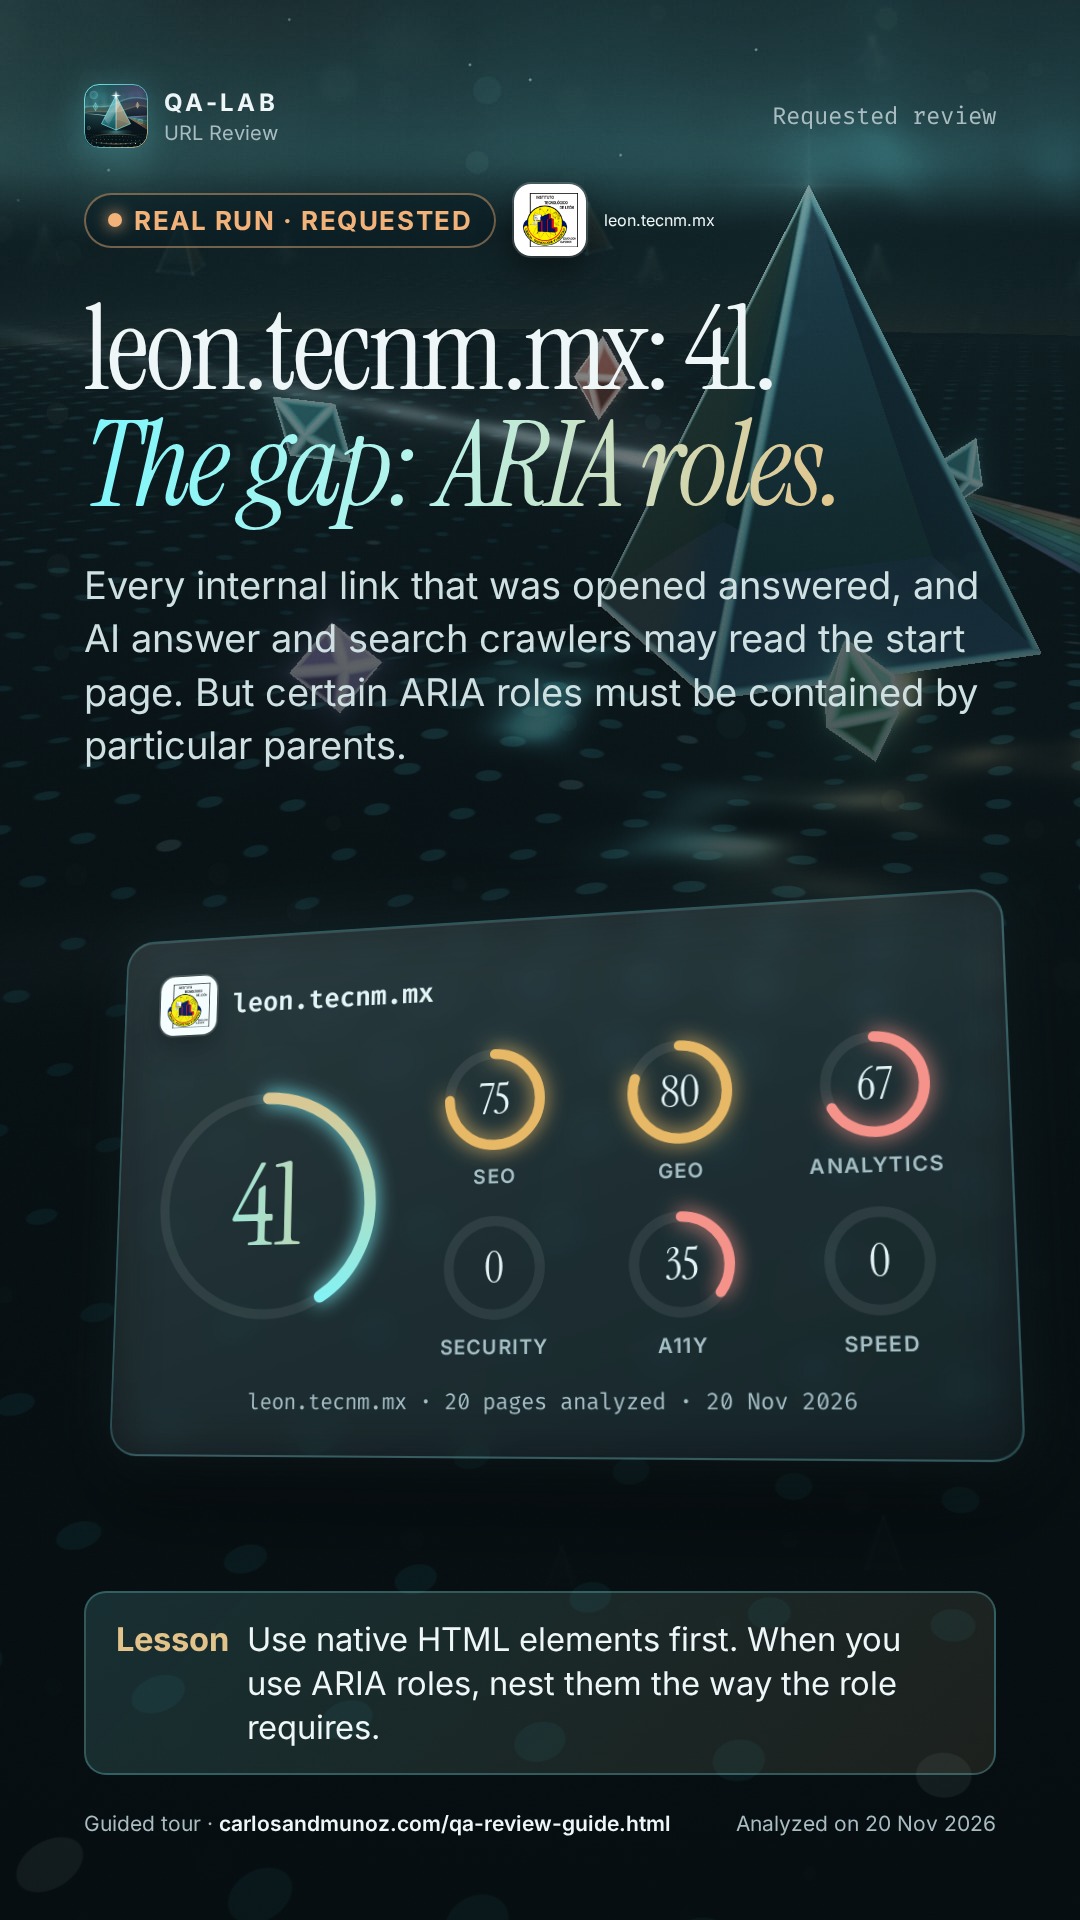 QA-LAB
URL Review
Requested review
REAL RUN · REQUESTED
leon.tecnm.mx
leon.tecnm.mx: 41.
The gap: ARIA roles.
Every internal link that was opened answered, and
AI answer and search crawlers may read the start
page. But certain ARIA roles must be contained by
particular parents.
leon.tecnm.mx
41
75
SEO
80
GEO
67
ANALYTICS
0
SECURITY
35
A11Y
0
SPEED
leon.tecnm.mx · 20 pages analyzed · 20 Nov 2026
Lesson
Use native HTML elements first. When you
use ARIA roles, nest them the way the role
requires.
Guided tour · carlosandmunoz.com/qa-review-guide.html
Analyzed on 20 Nov 2026